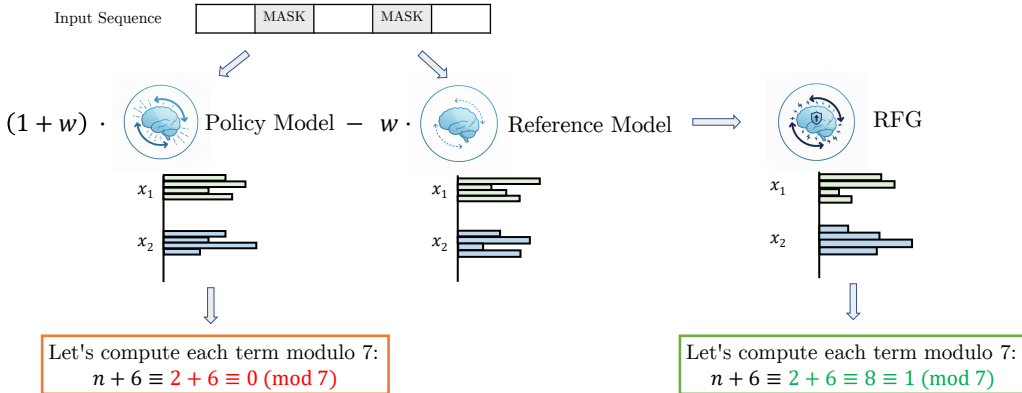 Input Sequence MASK MASK
(1 + w) · Policy Model − w · Reference Model RFG
x₁ x₁ x₁
x₂ x₂ x₂
Let's compute each term modulo 7:
n + 6 ≡ 2 + 6 ≡ 0 (mod 7)
Let's compute each term modulo 7:
n + 6 ≡ 2 + 6 ≡ 8 ≡ 1 (mod 7)